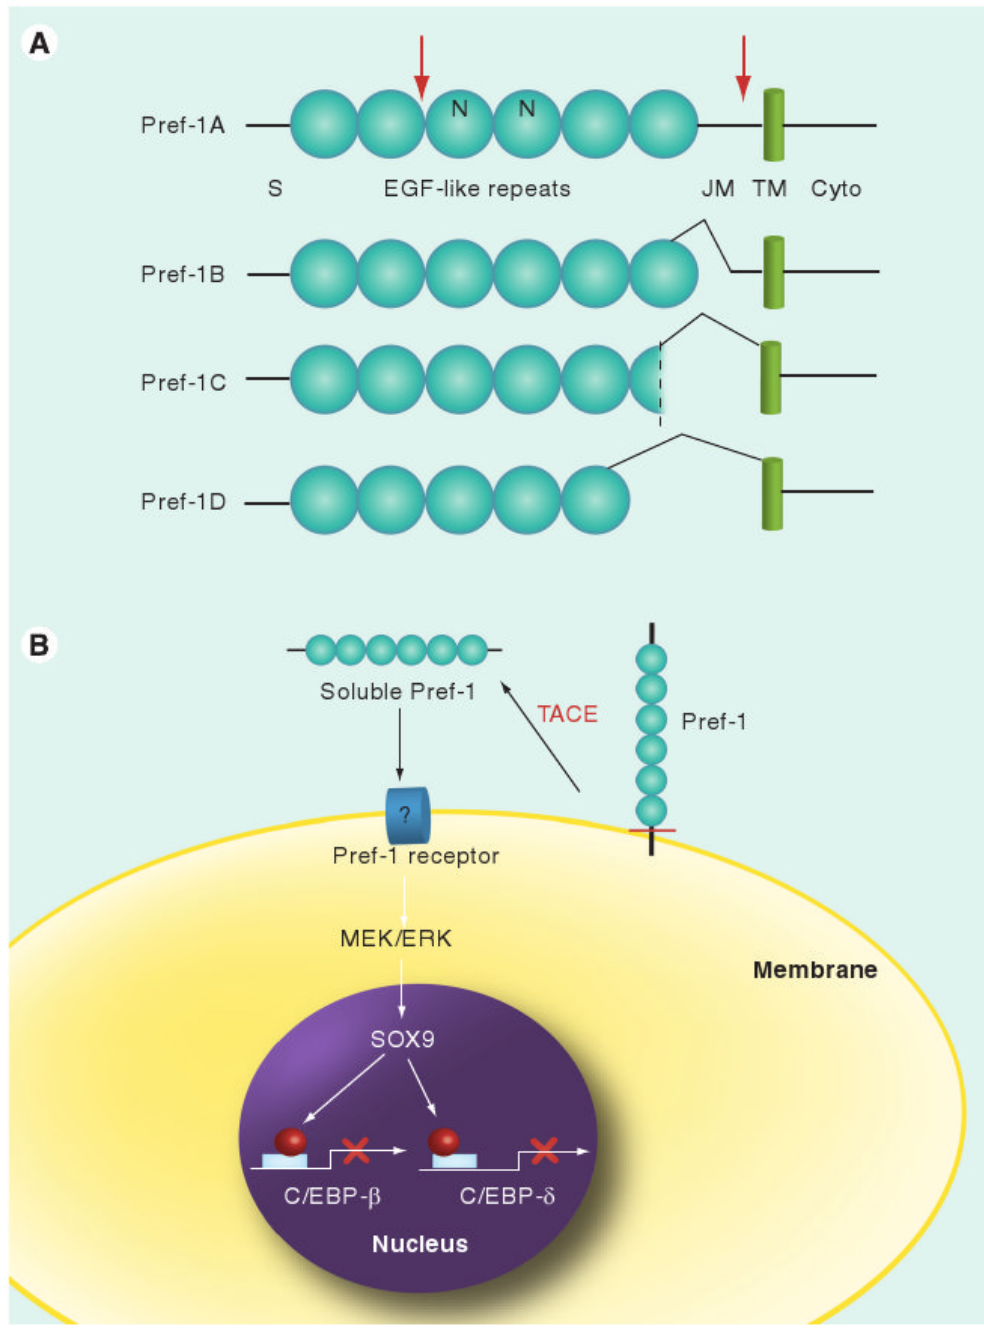 A
Pref-1A
N N
S EGF-like repeats JM TM Cyto
Pref-1B
Pref-1C
Pref-1D
B
Soluble Pref-1
TACE
Pref-1
?
Pref-1 receptor
MEK/ERK
Membrane
SOX9
C/EBP-β C/EBP-δ
Nucleus